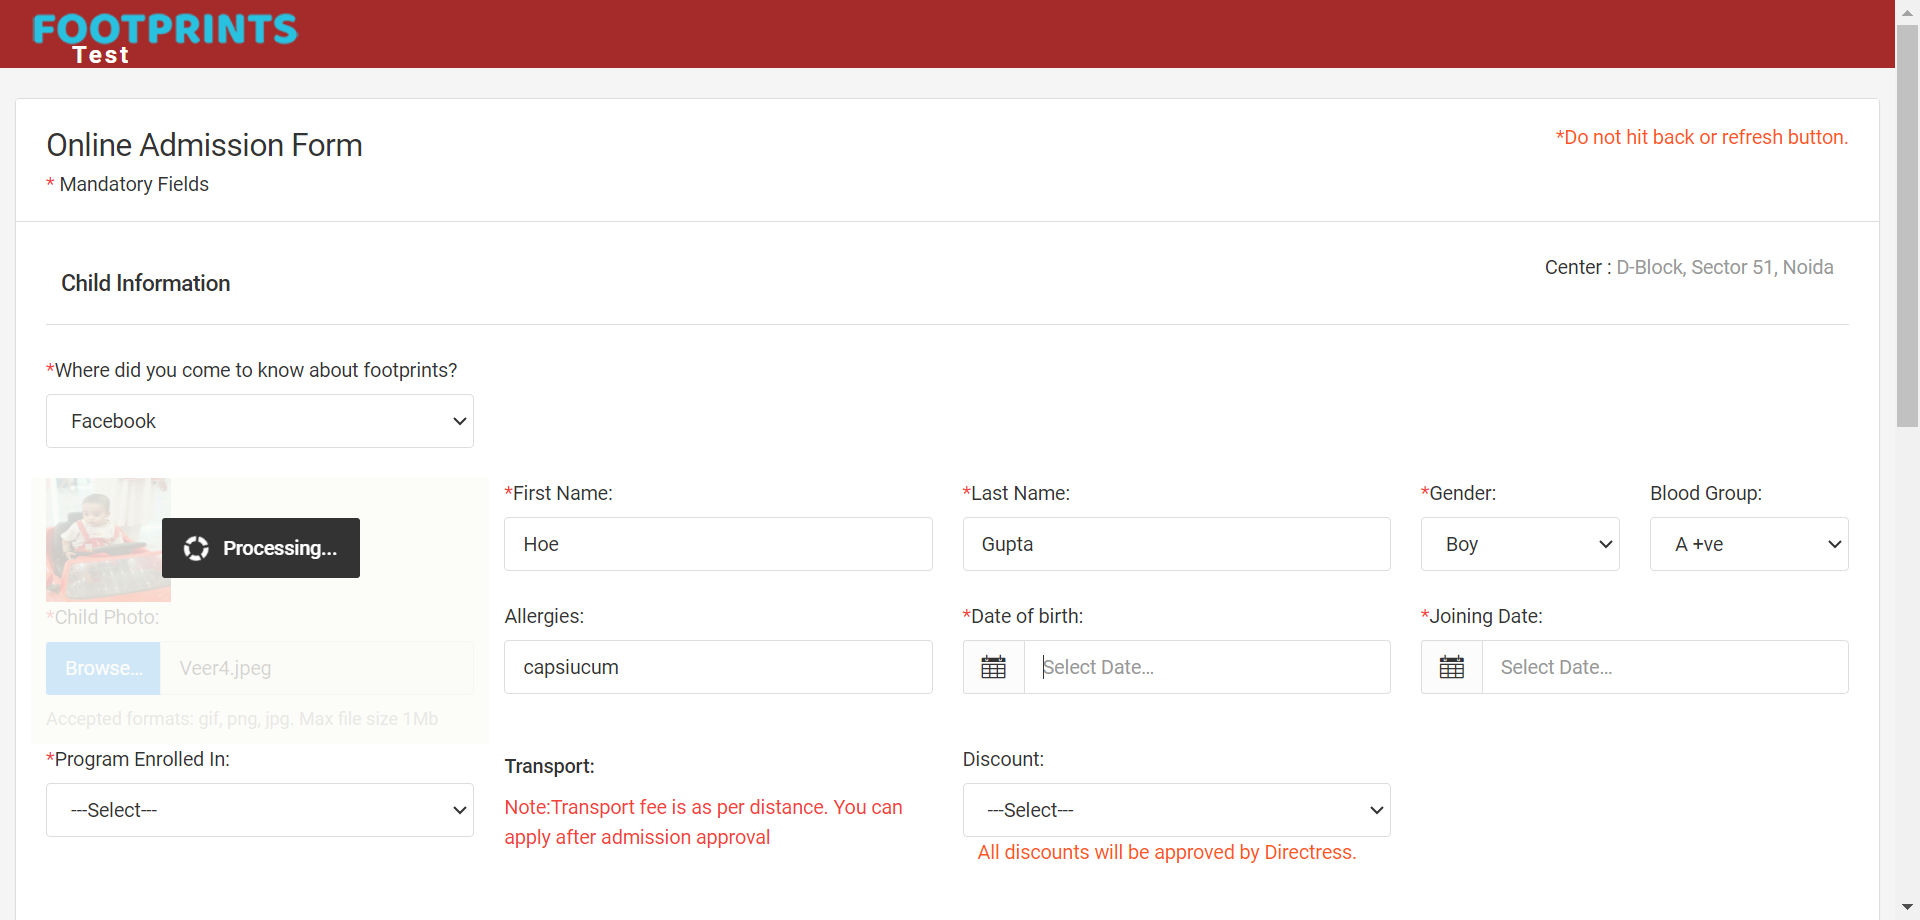 FOOTPRINTS
Test
Online Admission Form
*Do not hit back or refresh button.
* Mandatory Fields
Child Information
Center : D-Block, Sector 51, Noida
*Where did you come to know about footprints?
Facebook
*First Name:
*Last Name:
*Gender:
Blood Group:
Processing...
Hoe
Gupta
Boy
A +ve
*Child Photo:
Allergies:
*Date of birth:
*Joining Date:
Browse...
Veer4.jpeg
capsiucum
Select Date...
Select Date...
Accepted formats: gif, png, jpg. Max file size 1Mb
*Program Enrolled In:
Transport:
Discount:
---Select---
Note:Transport fee is as per distance. You can
apply after admission approval
---Select---
All discounts will be approved by Directress.